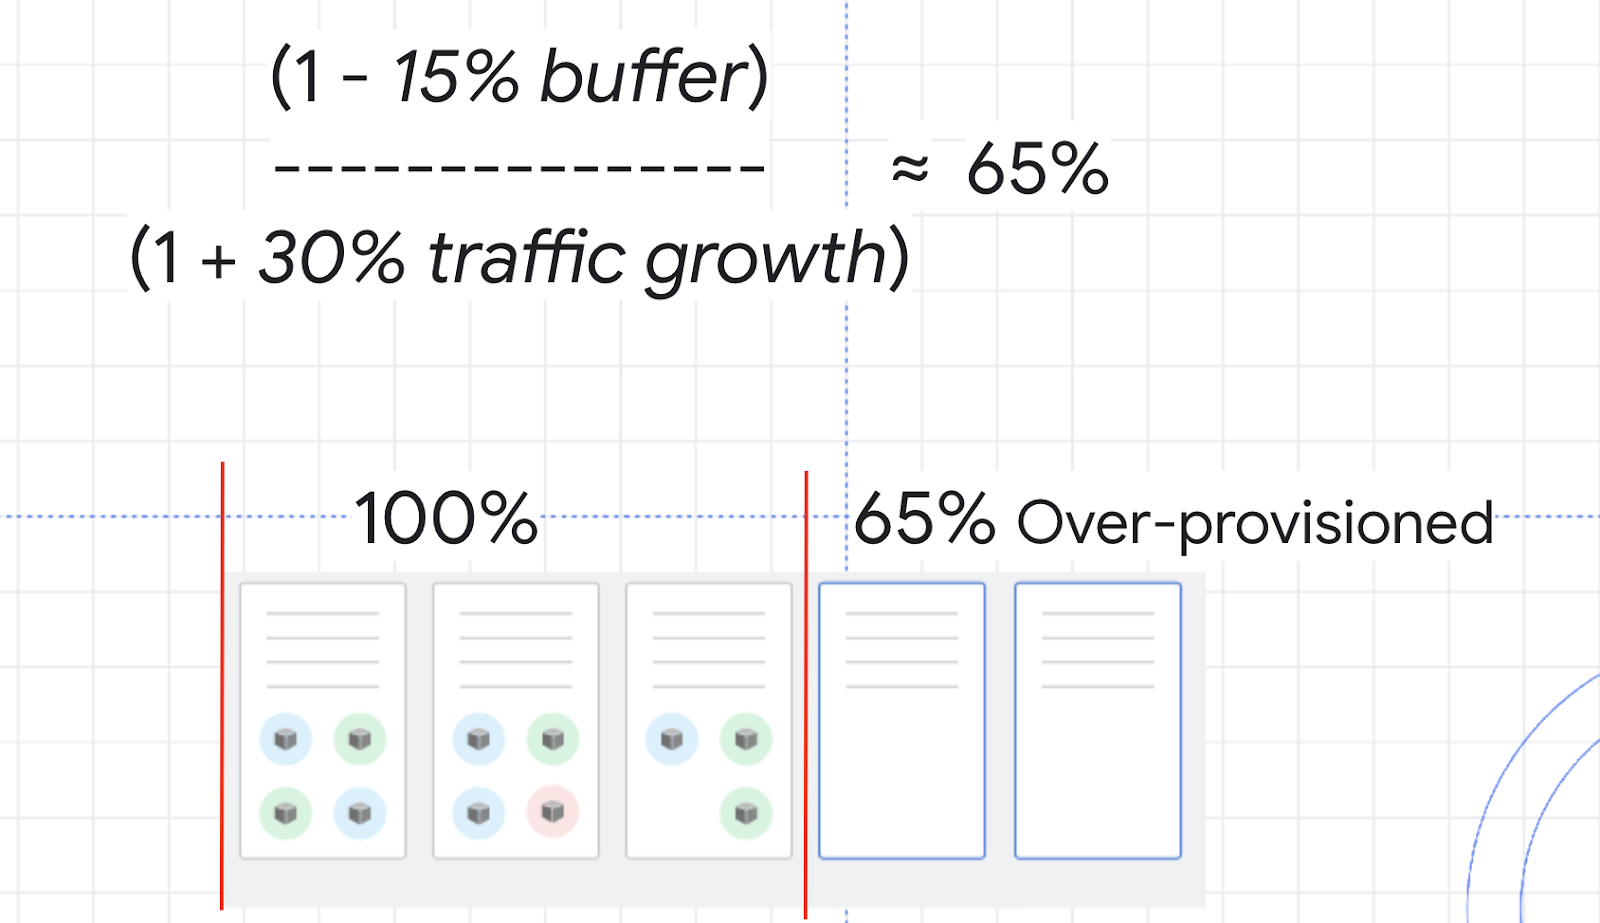 (1 - 15% buffer)
---------------
≈ 65%
(1 + 30% traffic growth)
100%
65% Over-provisioned